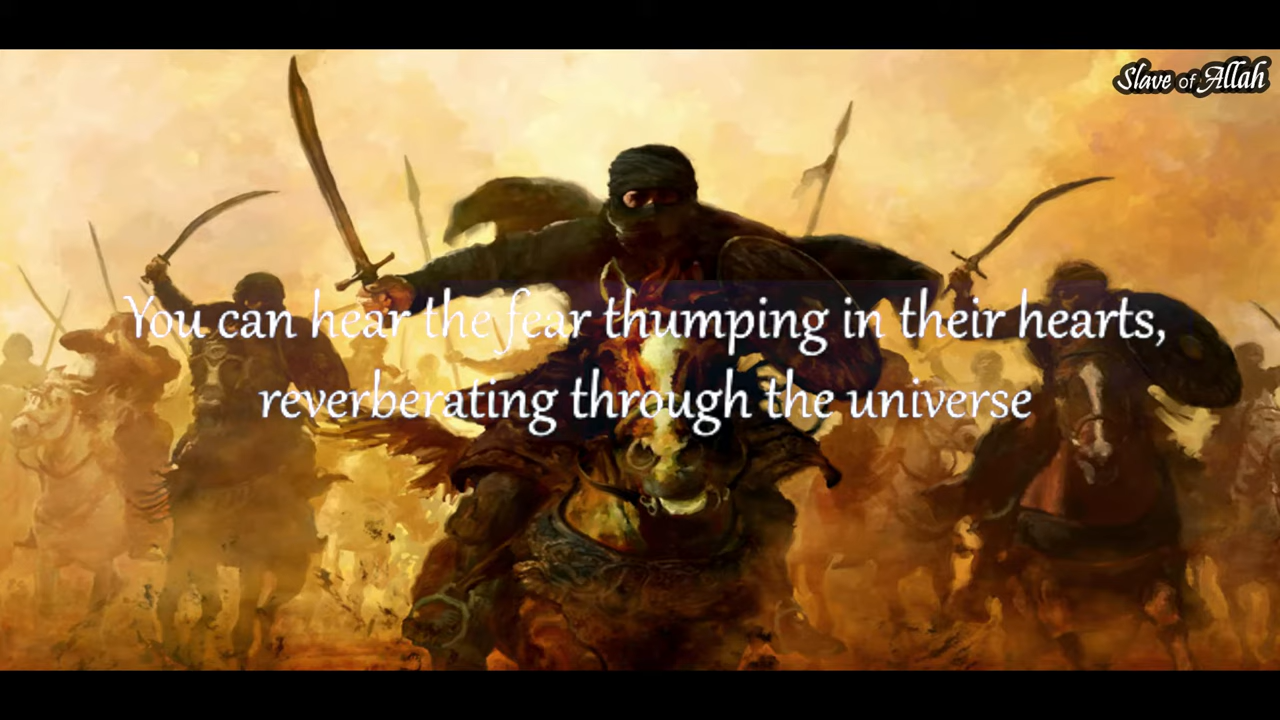 Slave of Allah
You can hear the fear thumping in their hearts,
reverberating through the universe